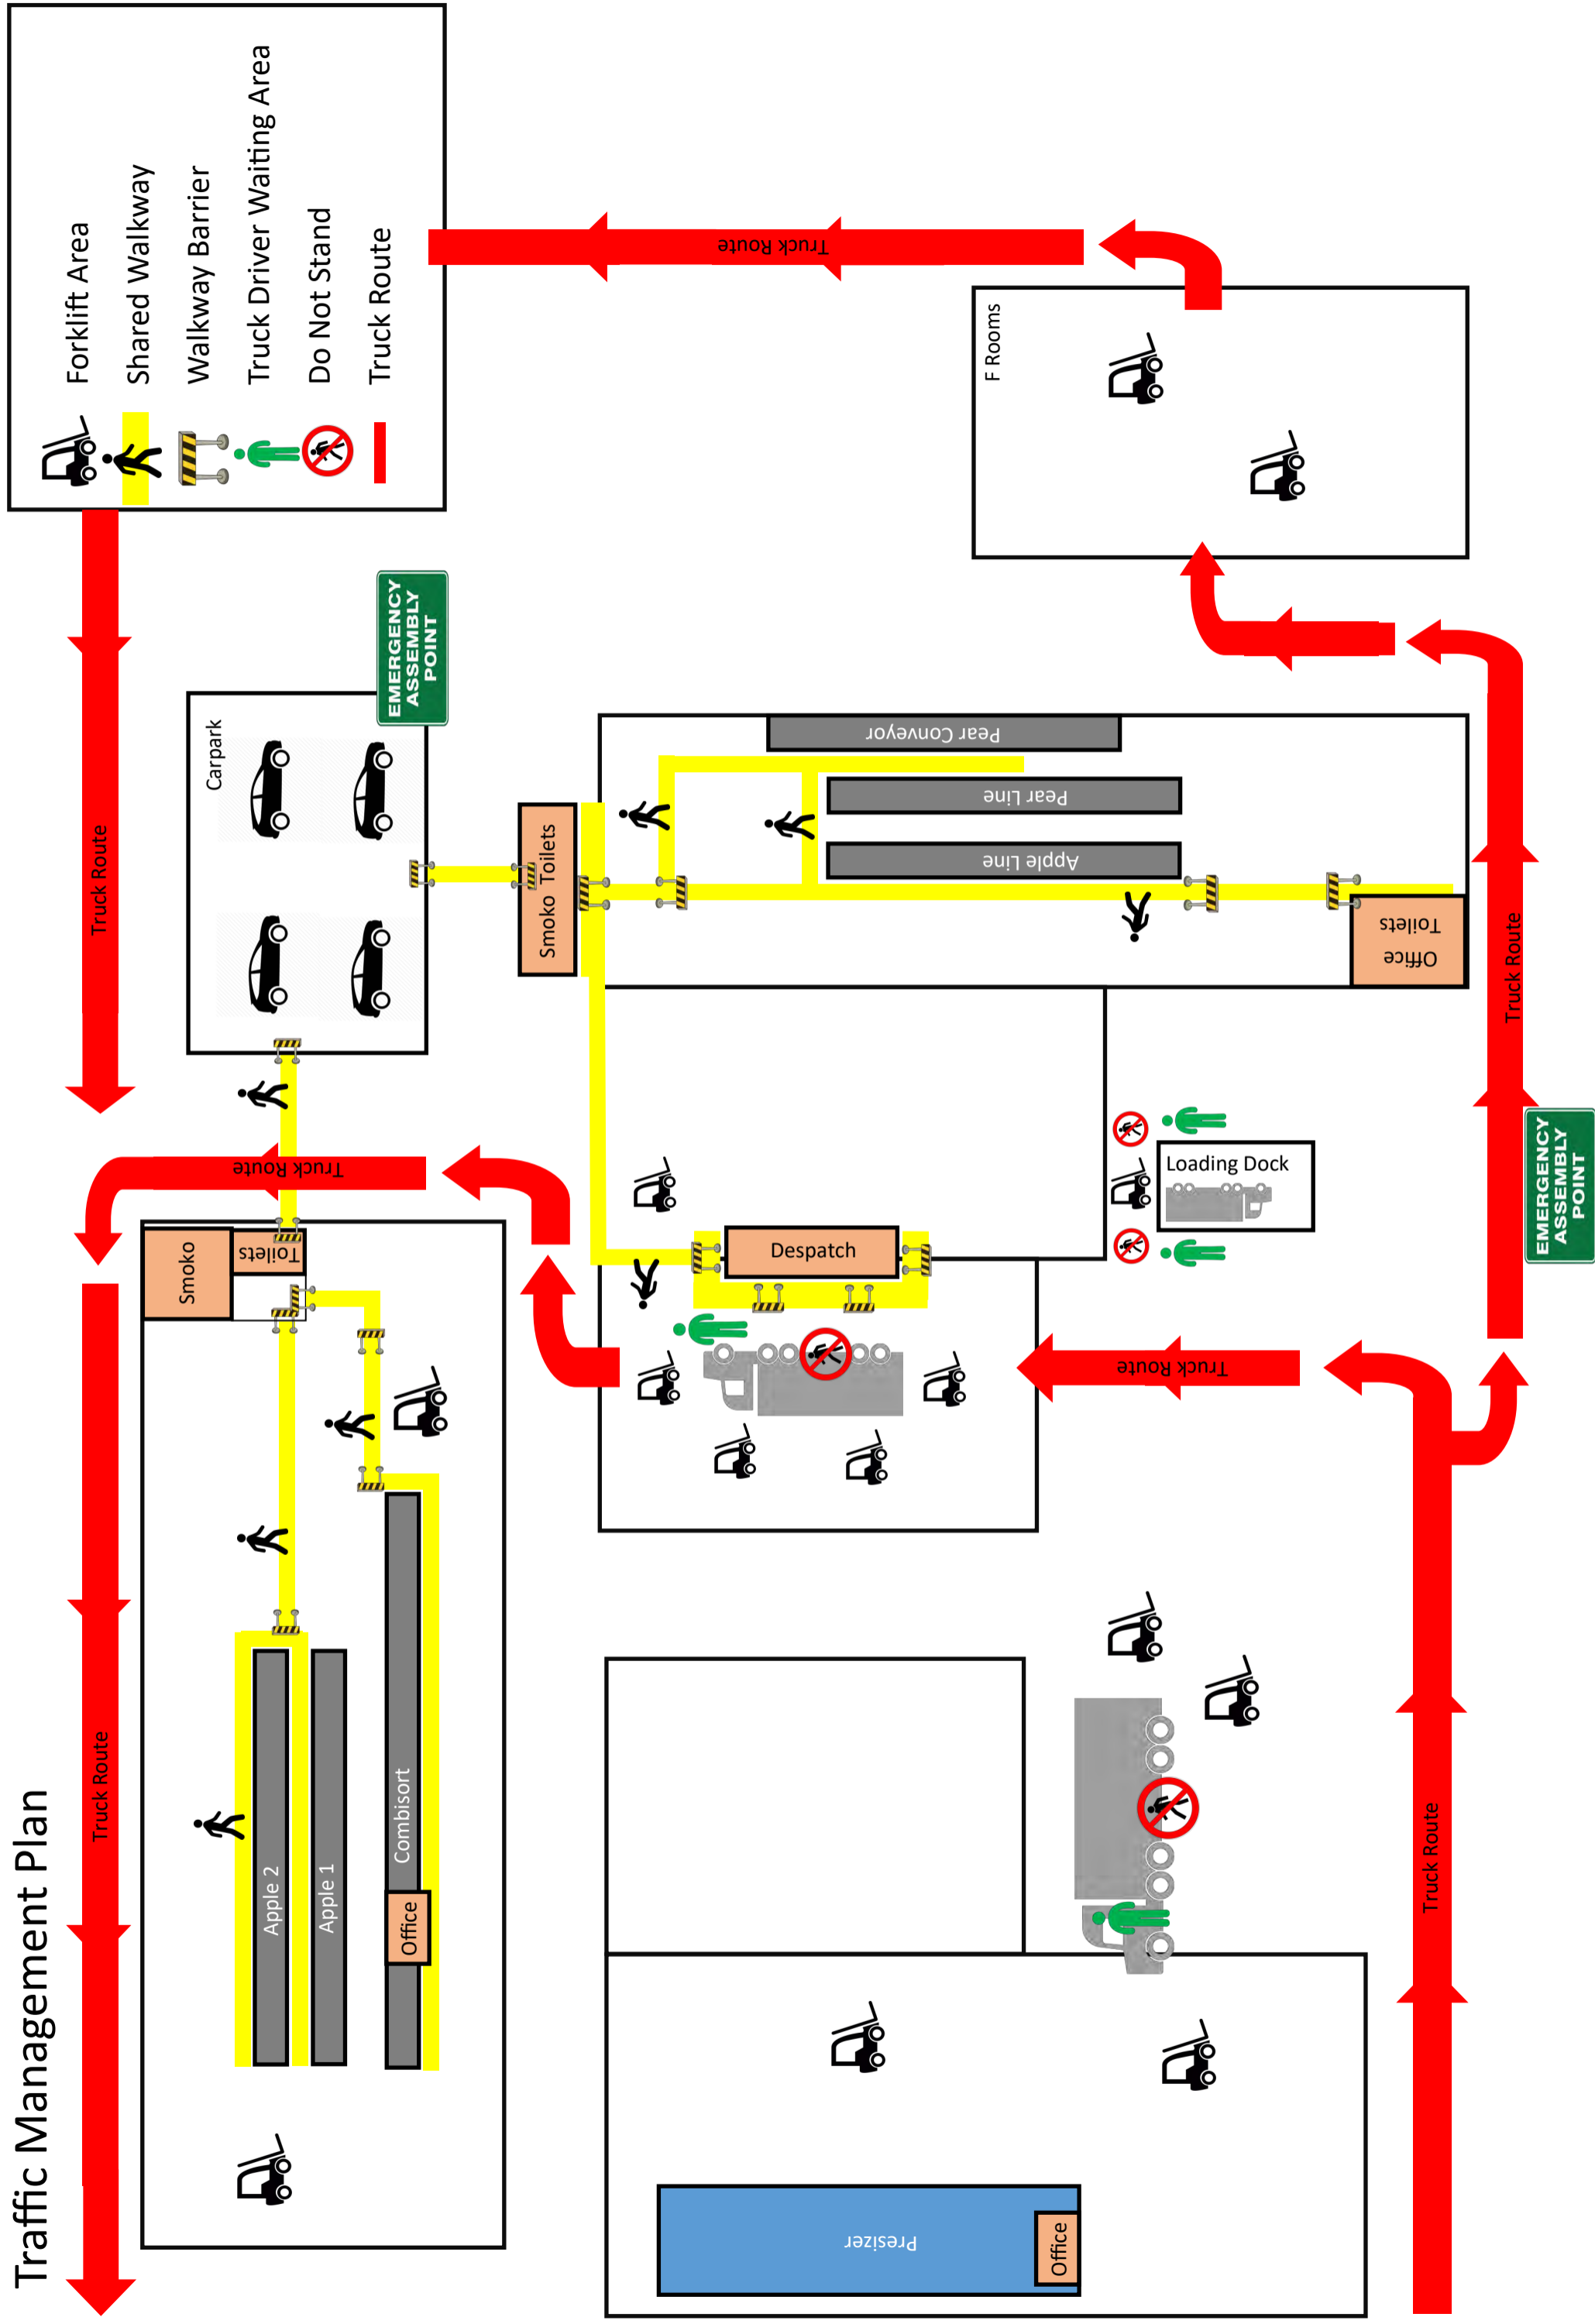 Traffic Management Plan
Truck Route
Truck Route
Truck Route
Forklift Area
Shared Walkway
Walkway Barrier
Truck Driver Waiting Area
Do Not Stand
Truck Route
Smoko
Toilets
Apple 2
Apple 1
Combisort
Office
Carpark
EMERGENCY
ASSEMBLY
POINT
Truck Route
Smoko Toilets
Pear Conveyor
Pear Line
Apple Line
Office
Toilets
Despatch
Loading Dock
Truck Route
F Rooms
Truck Route
Presizer
Office
Truck Route
EMERGENCY
ASSEMBLY
POINT